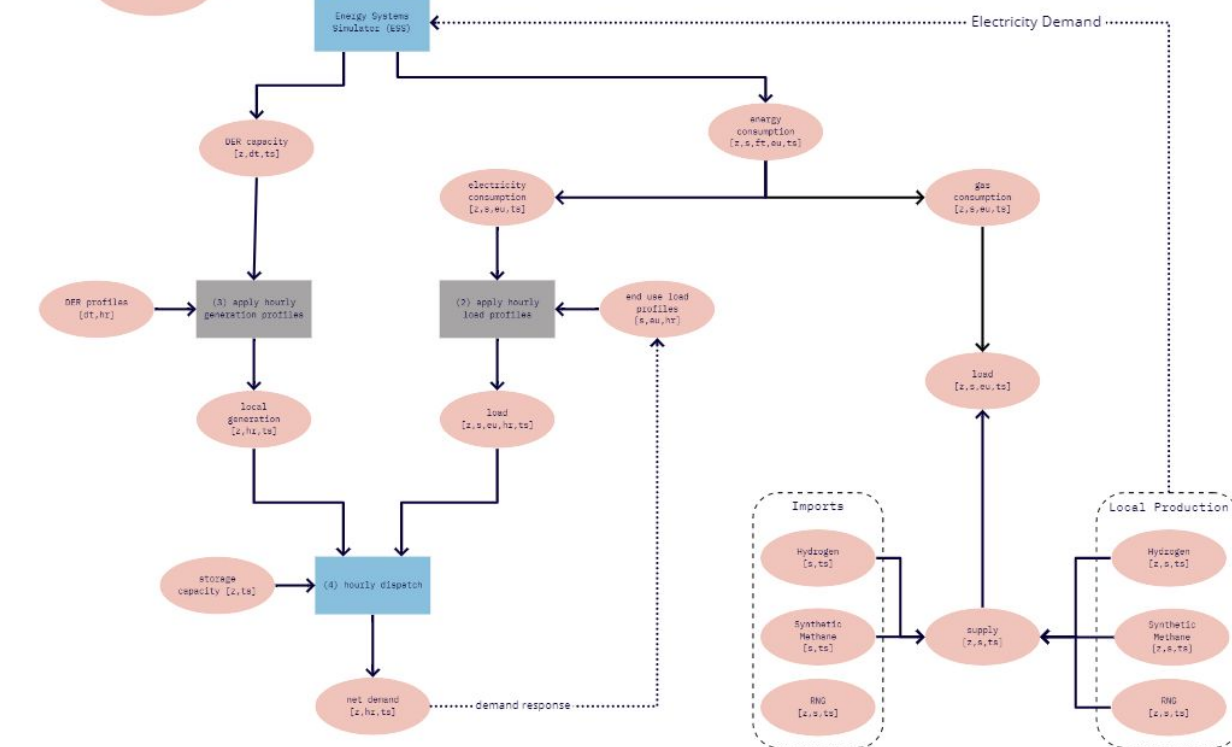 Energy Systems
Simulator (ESS)
Electricity Demand
DER capacity
[z,dt,ts]
energy
consumption
[z,s,ft,eu,ts]
electricity
consumption
[z,s,eu,ts]
gas
consumption
[z,s,eu,ts]
DER profiles
[dt,hr]
(3) apply hourly
generation profiles
(2) apply hourly
load profiles
end use load
profiles
[s,eu,hr]
load
[z,s,eu,ts]
local
generation
[z,hr,ts]
load
[z,s,eu,hr,ts]
Imports
Local Production
Hydrogen
[s,ts]
Hydrogen
[z,s,ts]
storage
capacity [z,ts]
(4) hourly dispatch
Synthetic
Methane
[s,ts]
supply
[z,s,ts]
Synthetic
Methane
[z,s,ts]
net demand
[z,hr,ts]
demand response
RNG
[z,s,ts]
RNG
[z,s,ts]